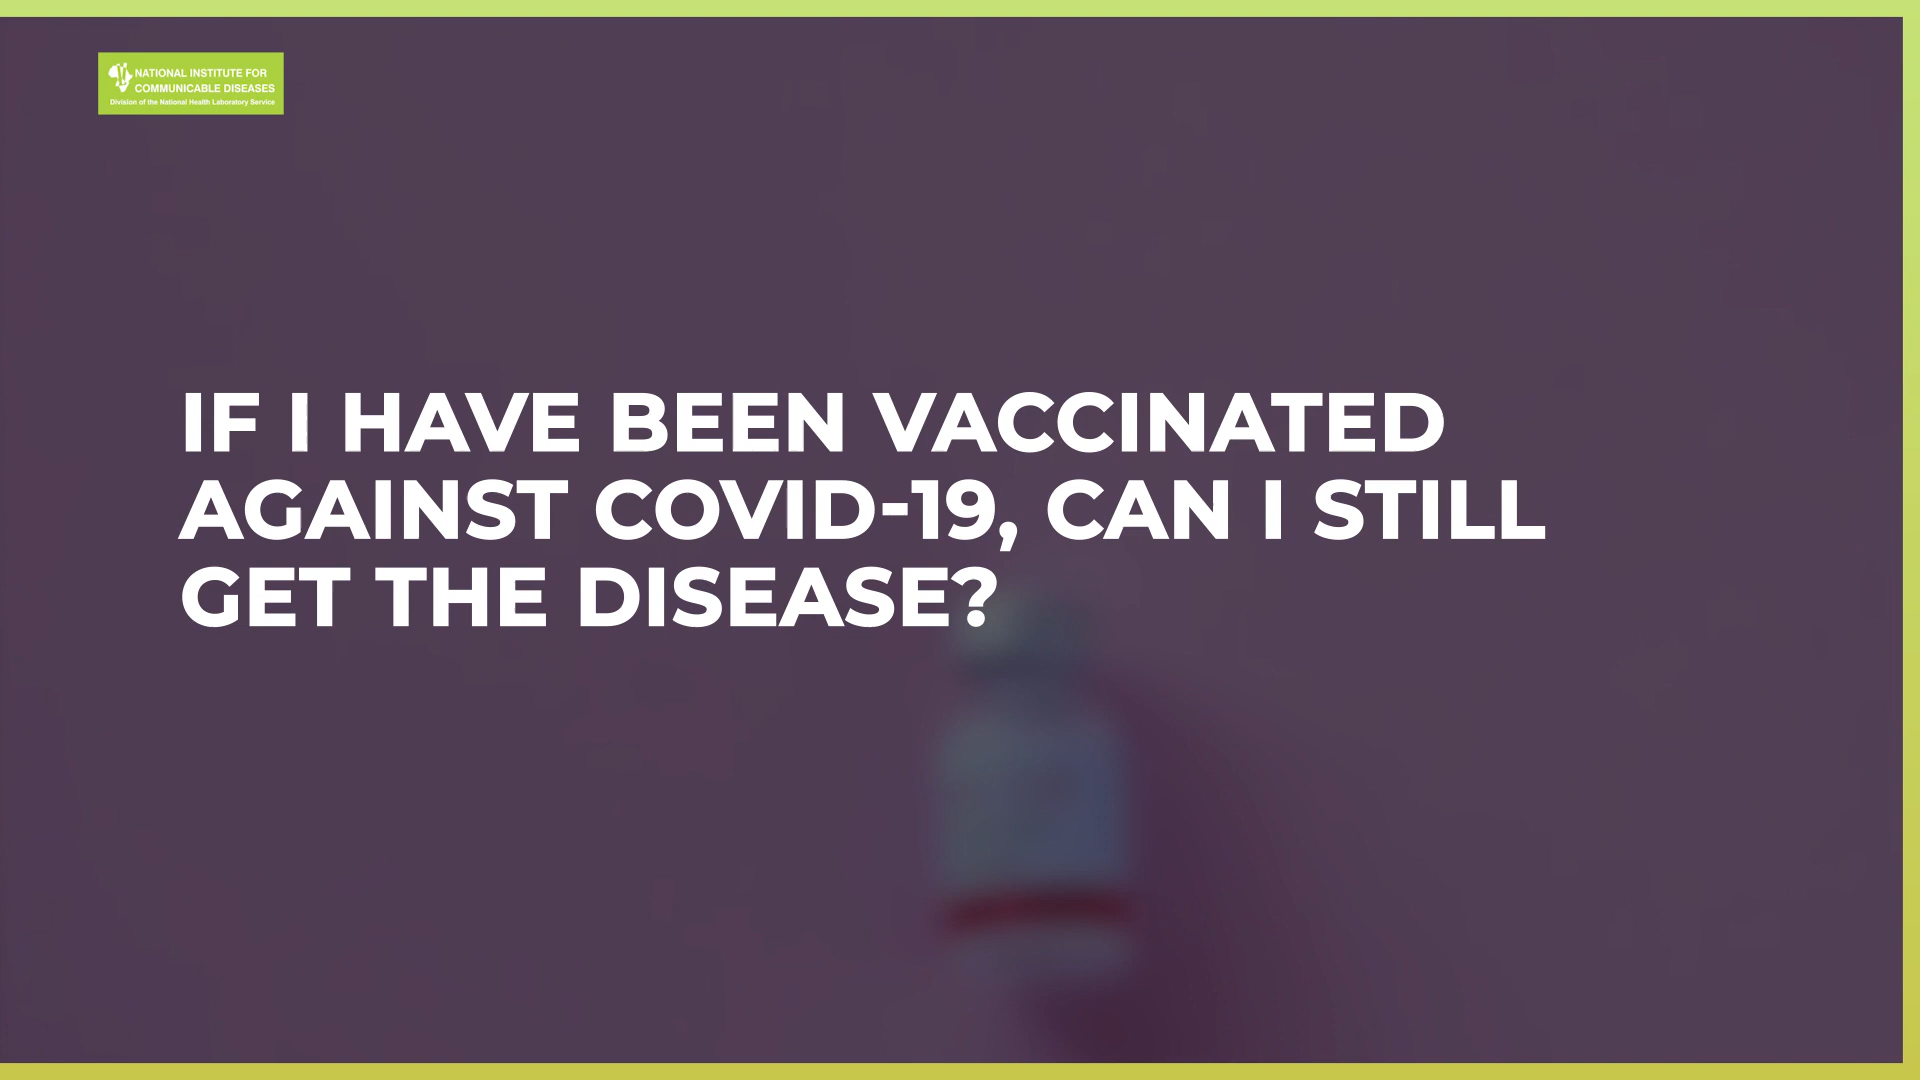 NATIONAL INSTITUTE FOR
COMMUNICABLE DISEASES
Division of the National Health Laboratory Service
IF I HAVE BEEN VACCINATED
AGAINST COVID-19, CAN I STILL
GET THE DISEASE?